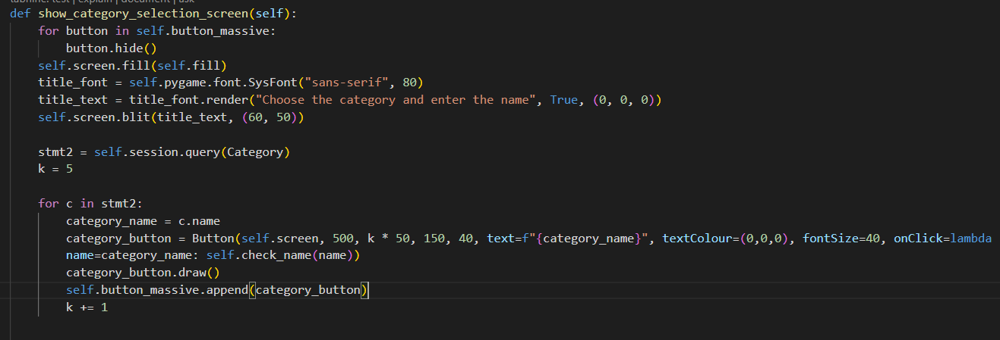 tabnine: test | explain | document | ask
def show_category_selection_screen(self):
    for button in self.button_massive:
        button.hide()
    self.screen.fill(self.fill)
    title_font = self.pygame.font.SysFont("sans-serif", 80)
    title_text = title_font.render("Choose the category and enter the name", True, (0, 0, 0))
    self.screen.blit(title_text, (60, 50))

    stmt2 = self.session.query(Category)
    k = 5

    for c in stmt2:
        category_name = c.name
        category_button = Button(self.screen, 500, k * 50, 150, 40, text=f"{category_name}", textColour=(0,0,0), fontSize=40, onClick=lambda
        name=category_name: self.check_name(name))
        category_button.draw()
        self.button_massive.append(category_button)
        k += 1